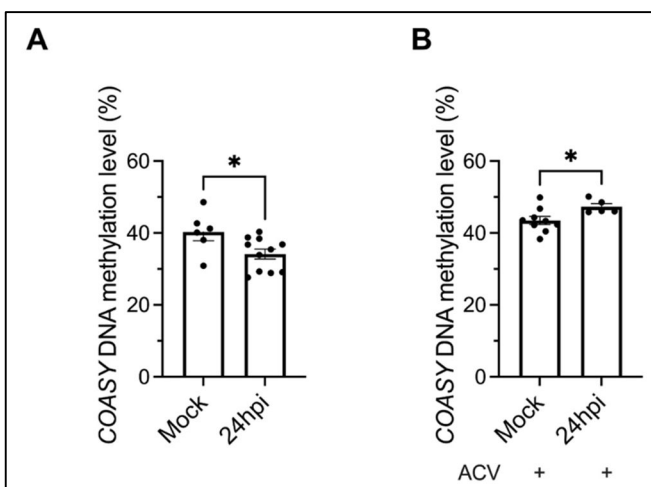 A
COASY DNA methylation level (%)
60
40
20
0
*
Mock
24hpi
B
COASY DNA methylation level (%)
60
40
20
0
*
Mock
24hpi
ACV + +